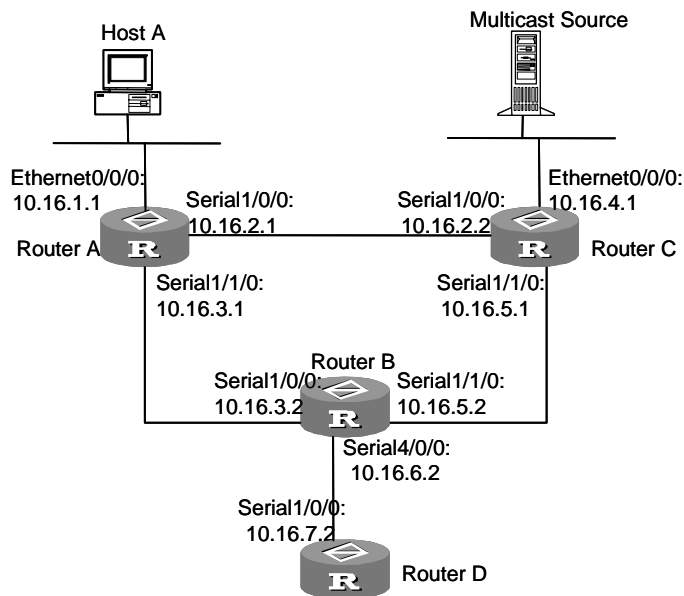 Host A
Multicast Source
Ethernet0/0/0:
10.16.1.1
Serial1/0/0:
10.16.2.1
Serial1/0/0:
10.16.2.2
Ethernet0/0/0:
10.16.4.1
Router A
R
R
Router C
Serial1/1/0:
10.16.3.1
Serial1/1/0:
10.16.5.1
Router B
Serial1/0/0:
10.16.3.2
R
Serial1/1/0:
10.16.5.2
Serial4/0/0:
10.16.6.2
Serial1/0/0:
10.16.7.2
R
Router D